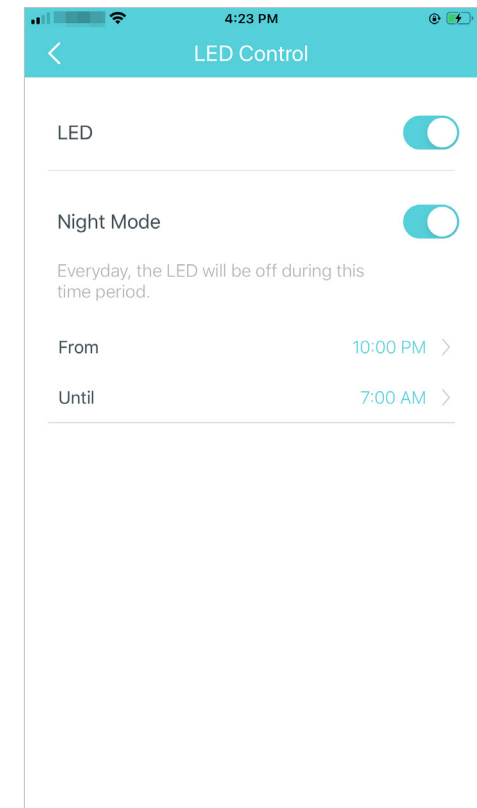 4:23 PM
LED Control
LED
Night Mode
Everyday, the LED will be off during this
time period.
From 10:00 PM
Until 7:00 AM